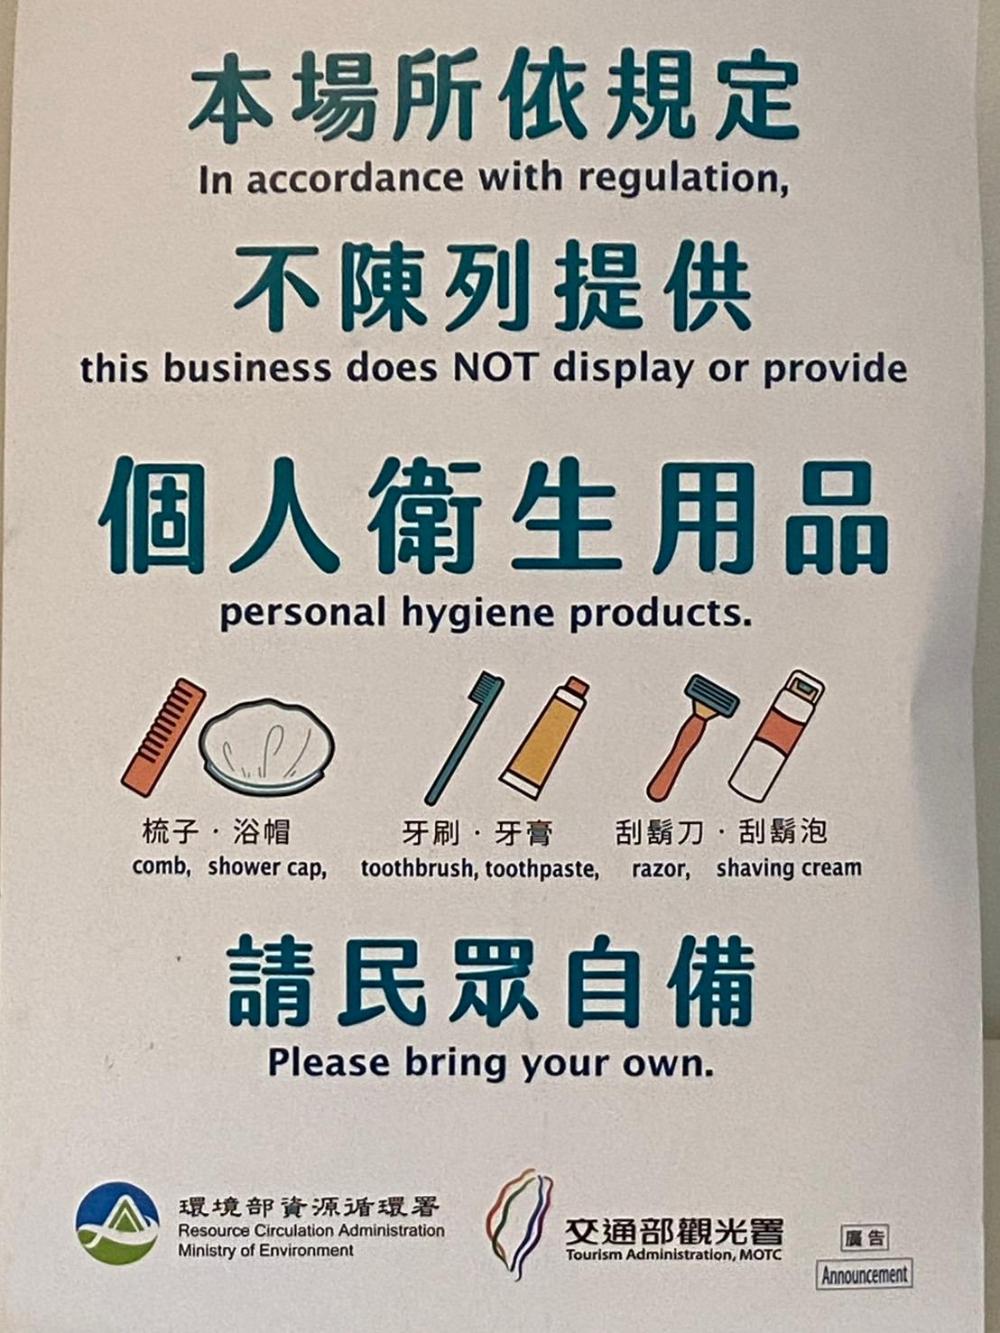 本場所依規定
In accordance with regulation,
不陳列提供
this business does NOT display or provide
個人衛生用品
personal hygiene products.
梳子・浴帽 牙刷・牙膏 刮鬍刀・刮鬍泡
comb, shower cap, toothbrush, toothpaste, razor, shaving cream
請民眾自備
Please bring your own.
環境部資源循環署
Resource Circulation Administration
Ministry of Environment
交通部觀光署
Tourism Administration, MOTC
廣告
Announcement